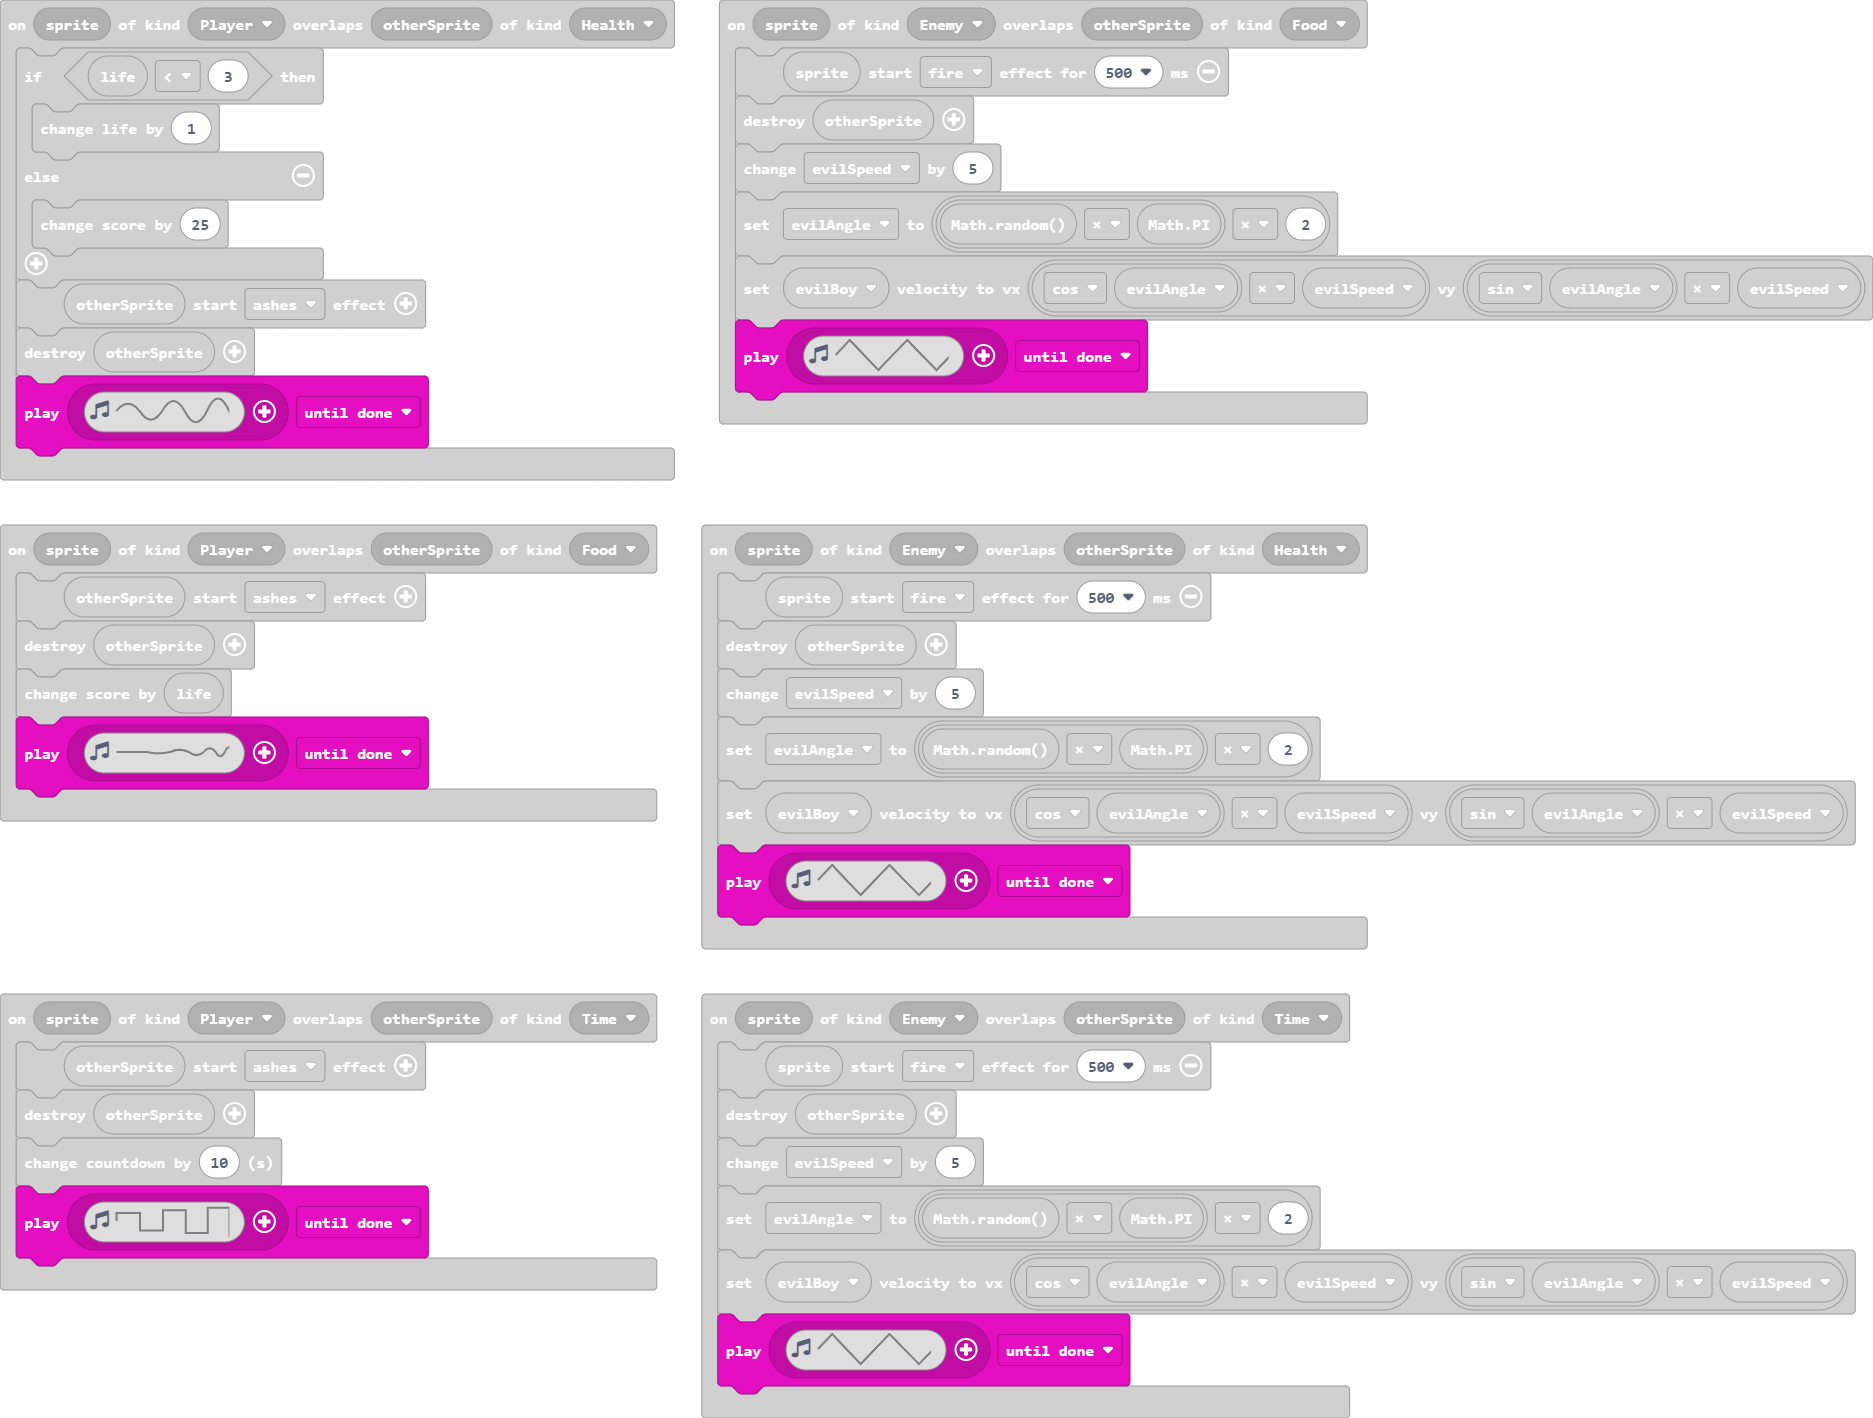 on sprite of kind Player overlaps otherSprite of kind Health
if life < 3 then
change life by 1
else
change score by 25
otherSprite start ashes effect
destroy otherSprite
play until done
on sprite of kind Enemy overlaps otherSprite of kind Food
sprite start fire effect for 500 ms
destroy otherSprite
change evilSpeed by 5
set evilAngle to Math.random() × Math.PI × 2
set evilBoy velocity to vx cos evilAngle × evilSpeed vy sin evilAngle × evilSpeed
play until done
on sprite of kind Player overlaps otherSprite of kind Food
otherSprite start ashes effect
destroy otherSprite
change score by life
play until done
on sprite of kind Enemy overlaps otherSprite of kind Health
sprite start fire effect for 500 ms
destroy otherSprite
change evilSpeed by 5
set evilAngle to Math.random() × Math.PI × 2
set evilBoy velocity to vx cos evilAngle × evilSpeed vy sin evilAngle × evilSpeed
play until done
on sprite of kind Player overlaps otherSprite of kind Time
otherSprite start ashes effect
destroy otherSprite
change countdown by 10 (s)
play until done
on sprite of kind Enemy overlaps otherSprite of kind Time
sprite start fire effect for 500 ms
destroy otherSprite
change evilSpeed by 5
set evilAngle to Math.random() × Math.PI × 2
set evilBoy velocity to vx cos evilAngle × evilSpeed vy sin evilAngle × evilSpeed
play until done